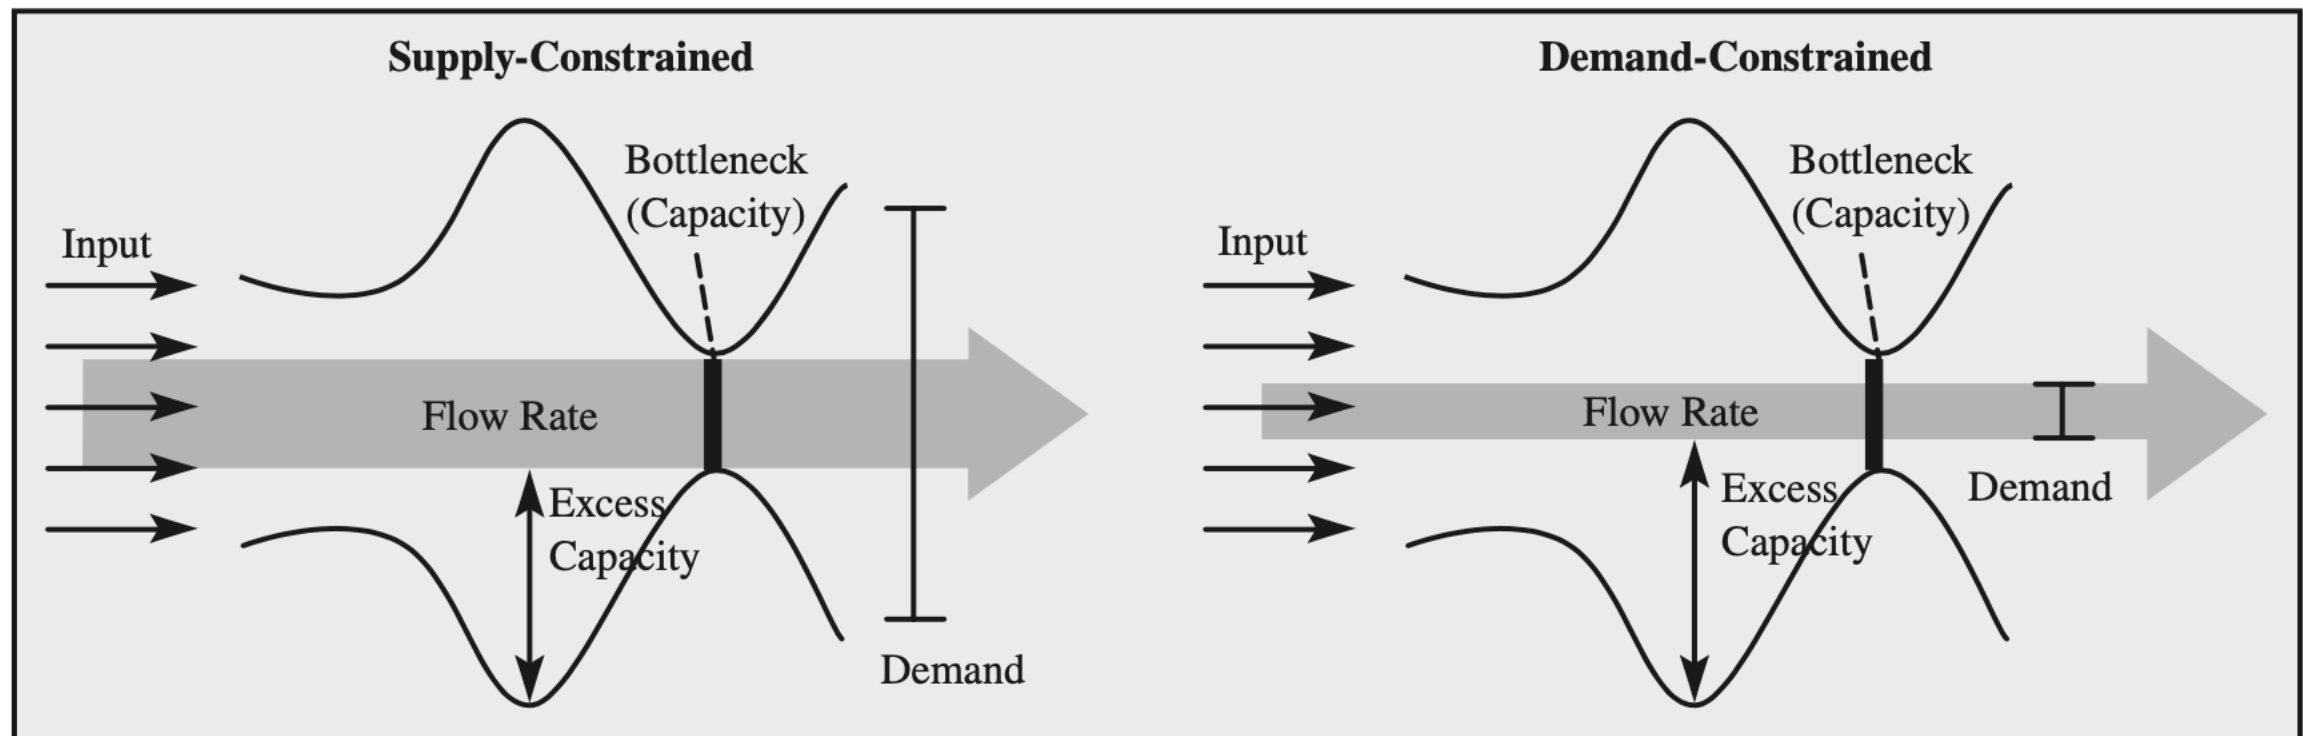 Supply-Constrained
Bottleneck
(Capacity)
Input
Flow Rate
Excess
Capacity
Demand
Demand-Constrained
Bottleneck
(Capacity)
Input
Flow Rate
Excess
Capacity
Demand